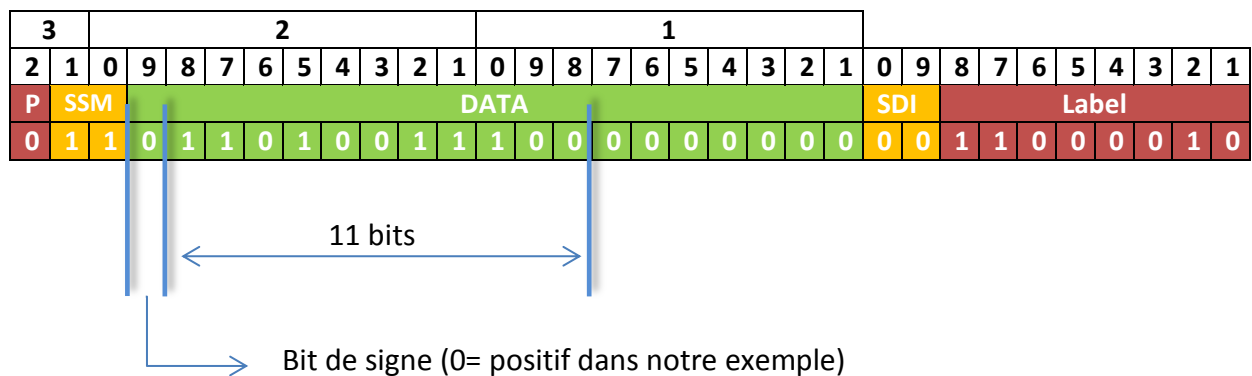 3 2 1
2 1 0 9 8 7 6 5 4 3 2 1 0 9 8 7 6 5 4 3 2 1 0 9 8 7 6 5 4 3 2 1
P SSM DATA SDI Label
0 1 1 0 1 1 0 1 0 0 1 1 1 0 0 0 0 0 0 0 0 0 0 0 1 1 0 0 0 0 1 0
11 bits
Bit de signe (0= positif dans notre exemple)